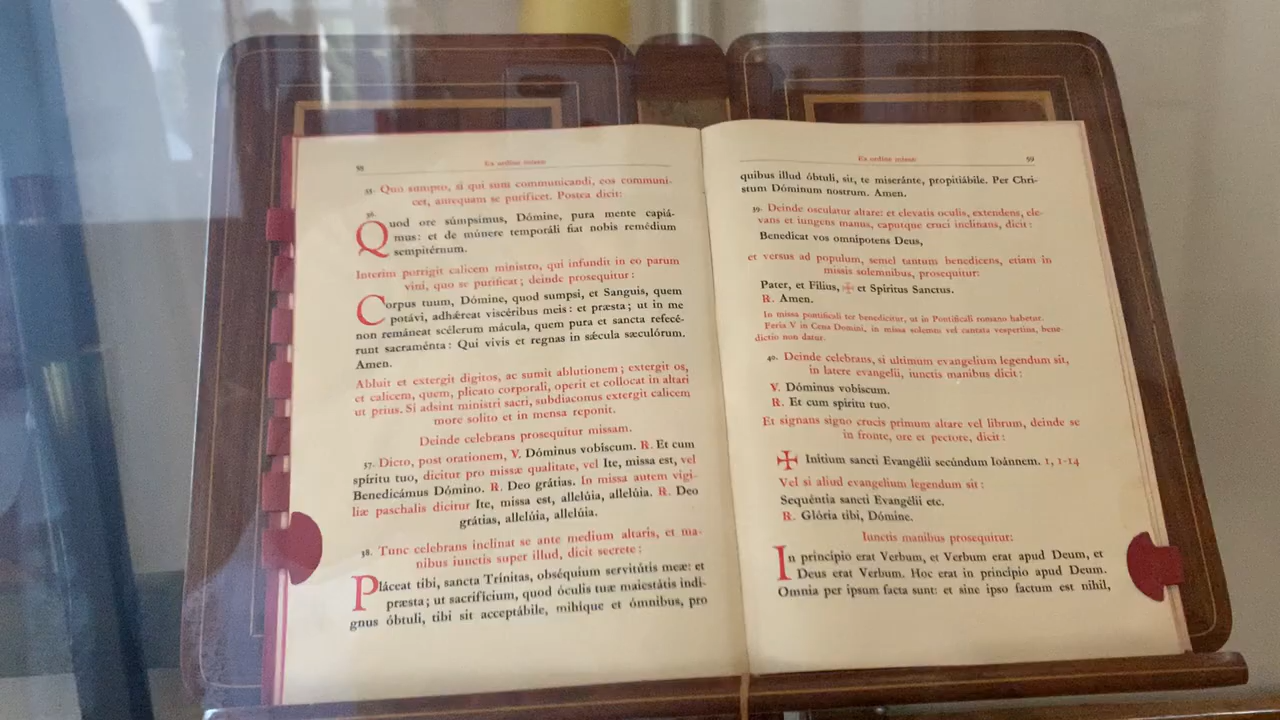 Ex ordine missæ
35. Quo sumpto, si qui sunt communicandi, eos communi-
cet, antequam se purificet. Postea dicit:
36.
Quod ore súmpsimus, Dómine, pura mente capiá-
mus: et de múnere temporáli fiat nobis remédium
sempitérnum.
Interim porrigit calicem ministro, qui infundit in eo parum
vini, quo se purificat; deinde prosequitur:
Corpus tuum, Dómine, quod sumpsi, et Sanguis, quem
potávi, adhǽreat viscéribus meis: et præsta; ut in me
non remáneat scélerum mácula, quem pura et sancta refecé-
runt sacraménta: Qui vivis et regnas in sǽcula sæculórum.
Amen.
Abluit et extergit digitos, ac sumit ablutionem; extergit os,
et calicem, quem, plicato corporali, operit et collocat in altari
ut prius. Si adsint ministri sacri, subdiaconus extergit calicem
more solito et in mensa reponit.
Deinde celebrans prosequitur missam.
37. Dicto, post orationem, V. Dóminus vobíscum. R. Et cum
spíritu tuo, dicitur pro missæ qualitate, vel Ite, missa est, vel
Benedicámus Dómino. R. Deo grátias. In missa autem vigi-
liæ paschalis dicitur Ite, missa est, allelúia, allelúia. R. Deo
grátias, allelúia, allelúia.
38. Tunc celebrans inclinat se ante medium altaris, et ma-
nibus iunctis super illud, dicit secrete:
Pláceat tibi, sancta Trínitas, obséquium servitútis meæ: et
præsta; ut sacrifícium, quod óculis tuæ maiestátis indí-
gnus óbtuli, tibi sit acceptábile, mihíque et ómnibus, pro
Ex ordine missæ 59
quibus illud óbtuli, sit, te miseránte, propitiábile. Per Chri-
stum Dóminum nostrum. Amen.
39. Deinde osculatur altare: et elevatis oculis, extendens, ele-
vans et iungens manus, caputque cruci inclinans, dicit:
Benedicat vos omnipotens Deus,
et versus ad populum, semel tantum benedicens, etiam in
missis solemnibus, prosequitur:
Pater, et Filius, ✠ et Spíritus Sanctus.
R. Amen.
In missa pontificali ter benedicitur, ut in Pontificali romano habetur.
Feria V in Cena Domini, in missa solemni vel cantata vespertina, bene-
dictio non datur.
40. Deinde celebrans, si ultimum evangelium legendum sit,
in latere evangelii, iunctis manibus dicit:
V. Dóminus vobíscum.
R. Et cum spíritu tuo.
Et signans signo crucis primum altare vel librum, deinde se
in fronte, ore et pectore, dicit:
✠ Inítium sancti Evangélii secúndum Ioánnem. 1, 1-14
Vel si aliud evangelium legendum sit:
Sequéntia sancti Evangélii etc.
R. Glória tibi, Dómine.
Iunctis manibus prosequitur:
In princípio erat Verbum, et Verbum erat apud Deum, et
Deus erat Verbum. Hoc erat in princípio apud Deum.
Omnia per ipsum facta sunt: et sine ipso factum est nihil,